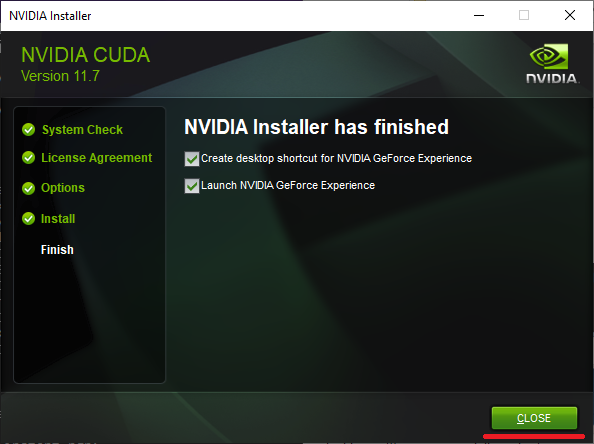 NVIDIA Installer
NVIDIA CUDA
Version 11.7
NVIDIA.
System Check
License Agreement
Options
Install
Finish
NVIDIA Installer has finished
Create desktop shortcut for NVIDIA GeForce Experience
Launch NVIDIA GeForce Experience
CLOSE